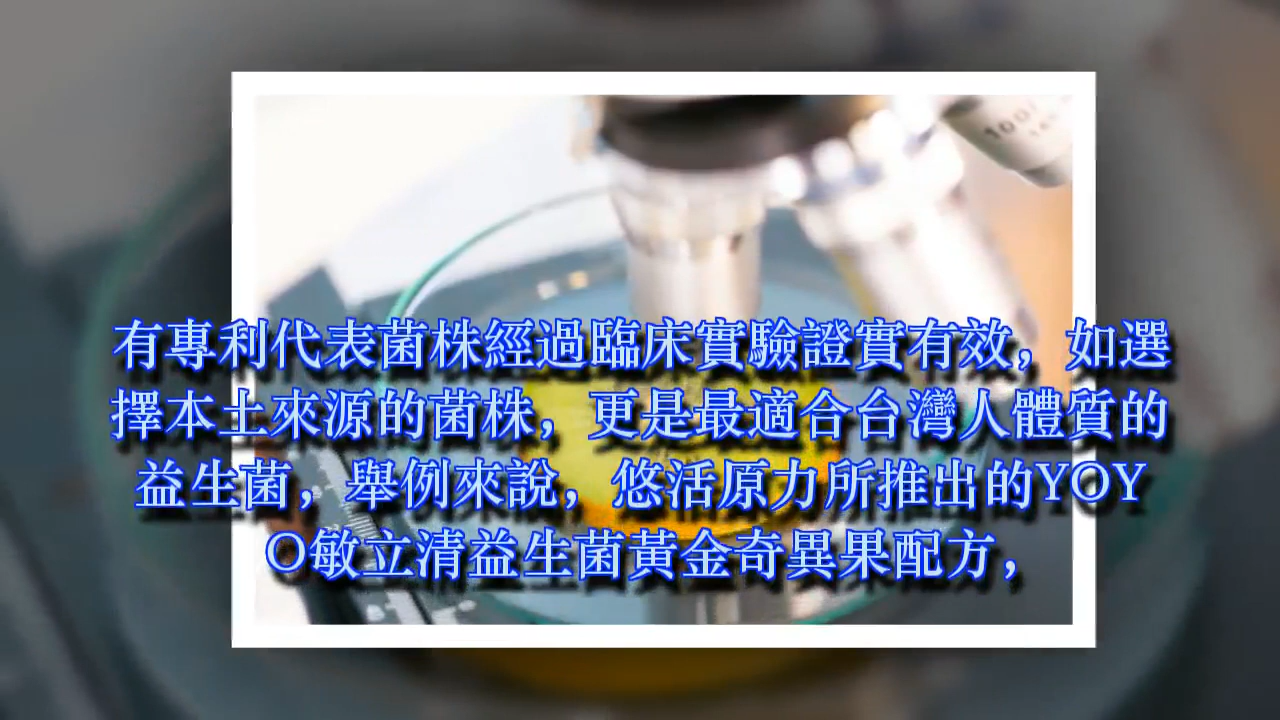 100/
有專利代表菌株經過臨床實驗證實有效，如選
擇本土來源的菌株，更是最適合台灣人體質的
益生菌，舉例來說，悠活原力所推出的YOY
O敏立清益生菌黃金奇異果配方，